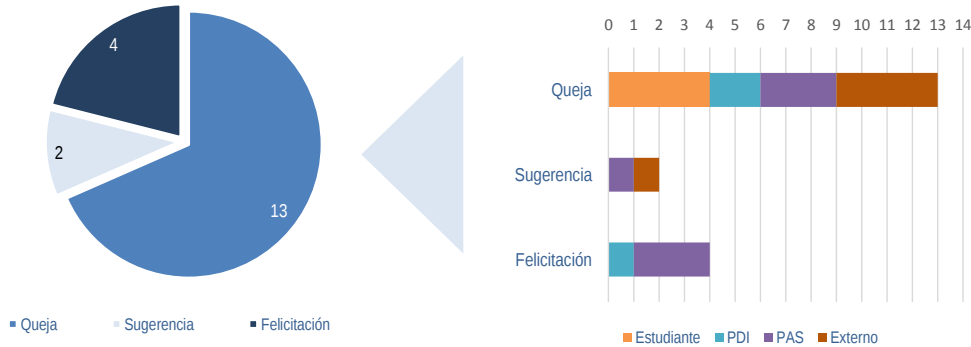 4
2
13
Queja Sugerencia Felicitación
0 1 2 3 4 5 6 7 8 9 10 11 12 13 14
Queja
Sugerencia
Felicitación
Estudiante PDI PAS Externo